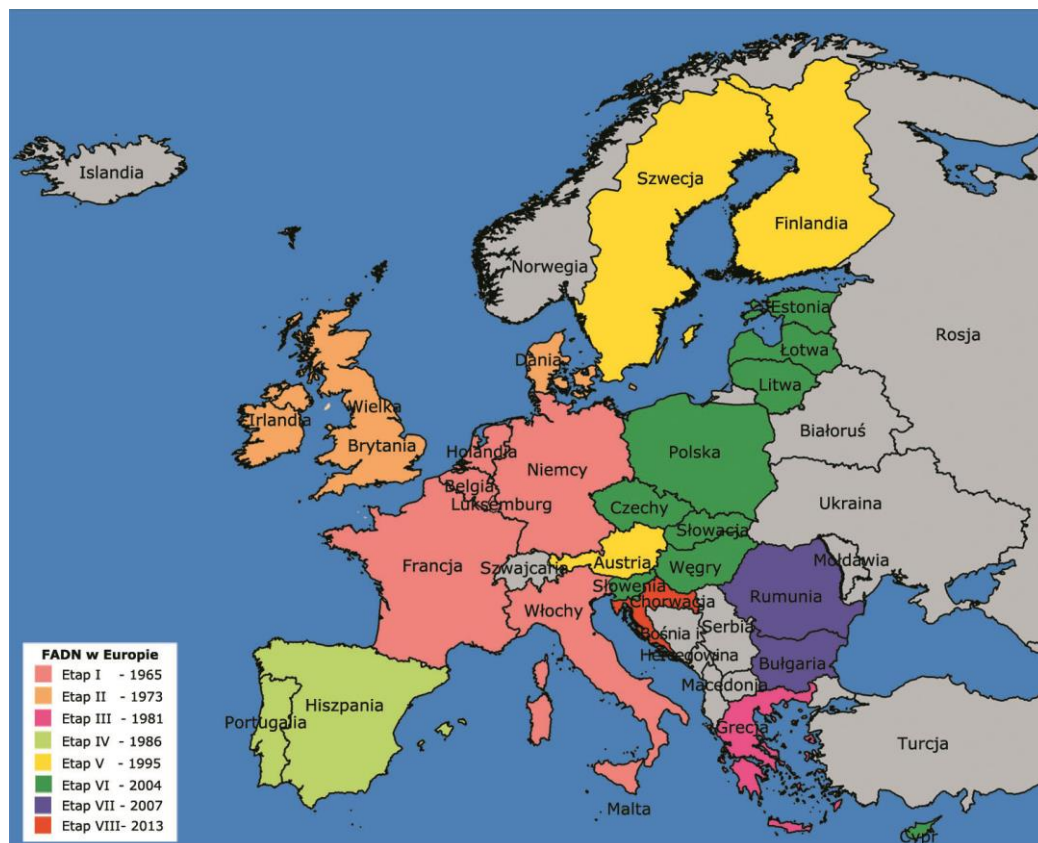 Islandia
Szwecja
Finlandia
Norwegia
Estonia
Rosja
Łotwa
Dania
Litwa
Irlandia
Wielka
Brytania
Białoruś
Holandia
Niemcy
Polska
Belgia
Luksemburg
Czechy
Ukraina
Słowacja
Francja
Szwajcaria
Austria
Węgry
Mołdawia
Słowenia
Chorwacja
Rumunia
Włochy
Serbia
Bośnia i
Hercegowina
Bułgaria
Macedonia
Hiszpania
Portugalia
Grecja
Turcja
Malta
Cypr
FADN w Europie
Etap I - 1965
Etap II - 1973
Etap III - 1981
Etap IV - 1986
Etap V - 1995
Etap VI - 2004
Etap VII - 2007
Etap VIII- 2013